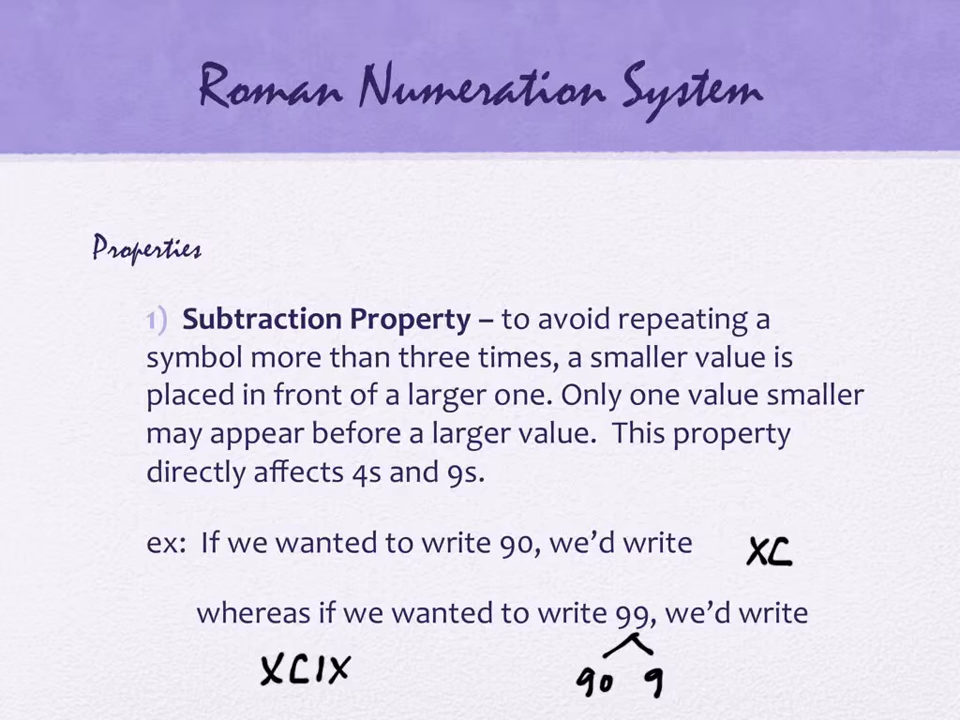 Roman Numeration System
Properties
1) Subtraction Property – to avoid repeating a
symbol more than three times, a smaller value is
placed in front of a larger one. Only one value smaller
may appear before a larger value. This property
directly affects 4s and 9s.
ex: If we wanted to write 90, we'd write XC
whereas if we wanted to write 99, we'd write
XCIX 90 9